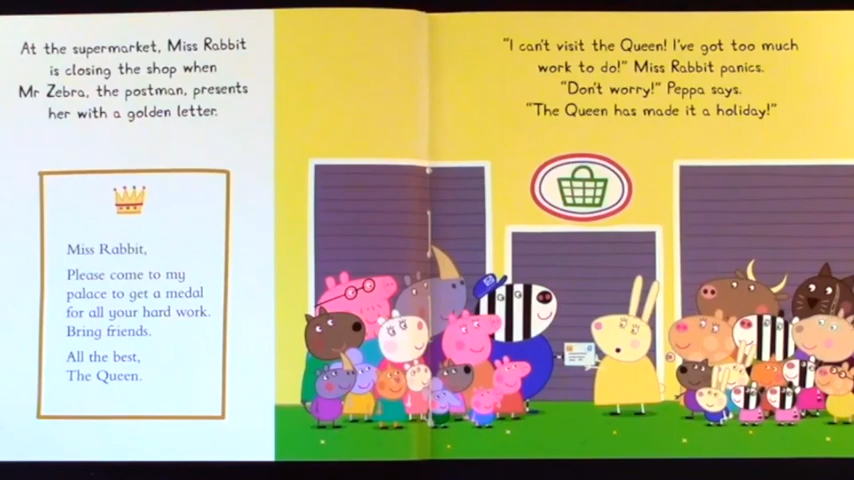 At the supermarket, Miss Rabbit
is closing the shop when
Mr Zebra, the postman, presents
her with a golden letter.
Miss Rabbit,
Please come to my
palace to get a medal
for all your hard work.
Bring friends.
All the best,
The Queen.
"I can't visit the Queen! I've got too much
work to do!" Miss Rabbit panics.
"Don't worry!" Peppa says.
"The Queen has made it a holiday!"